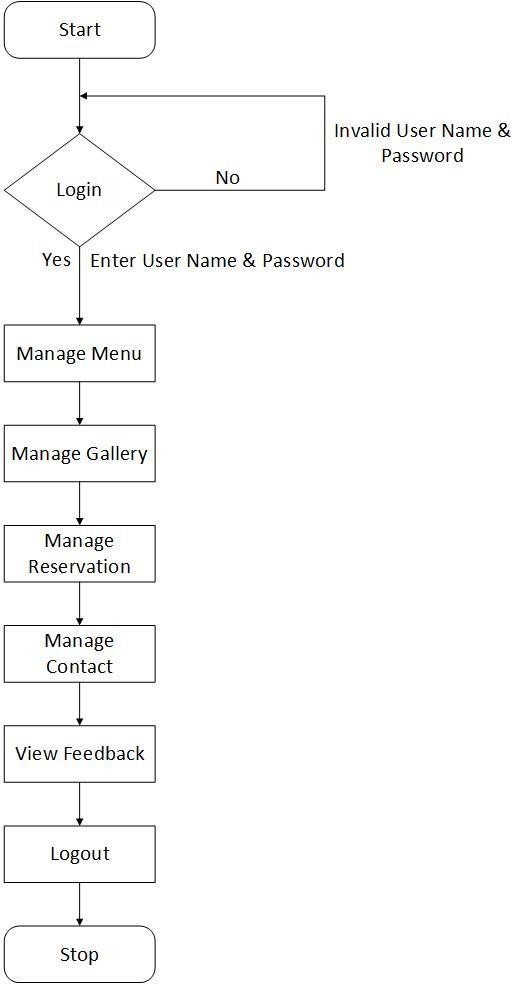 Start
Invalid User Name &
Password
Login
No
Yes
Enter User Name & Password
Manage Menu
Manage Gallery
Manage
Reservation
Manage
Contact
View Feedback
Logout
Stop